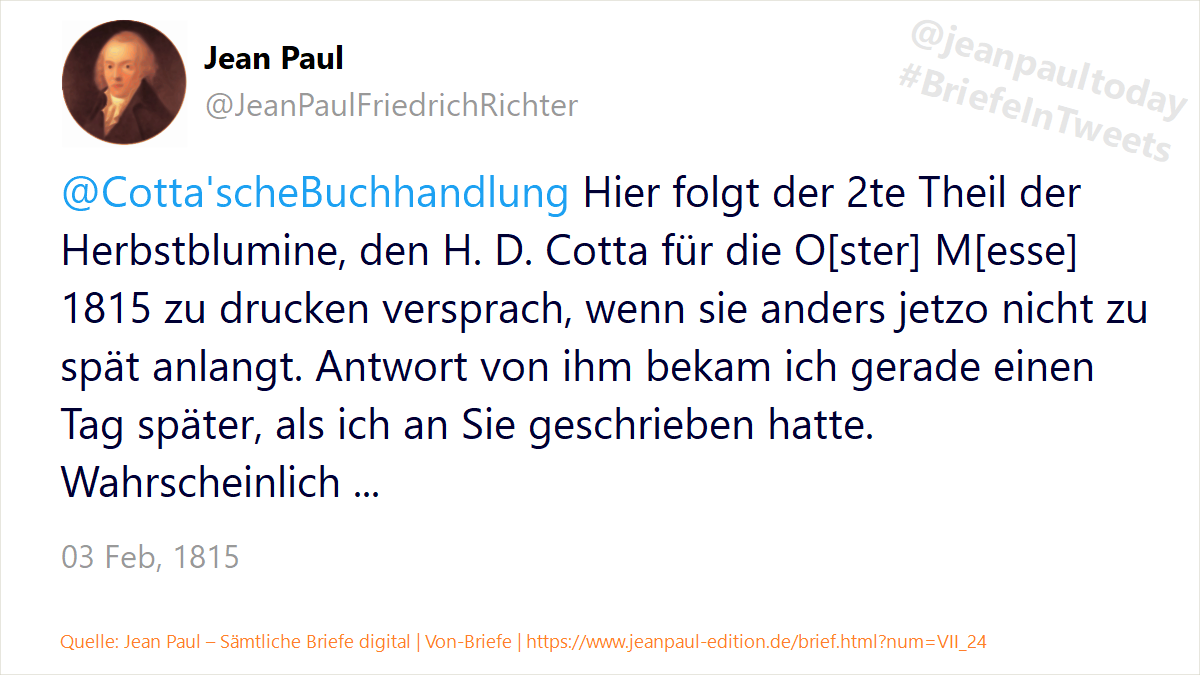 Jean Paul
@JeanPaulFriedrichRichter
@jeanpaultoday
#BriefeInTweets
@Cotta'scheBuchhandlung Hier folgt der 2te Theil der
Herbstblumine, den H. D. Cotta für die O[ster] M[esse]
1815 zu drucken versprach, wenn sie anders jetzo nicht zu
spät anlangt. Antwort von ihm bekam ich gerade einen
Tag später, als ich an Sie geschrieben hatte.
Wahrscheinlich ...
03 Feb, 1815
Quelle: Jean Paul – Sämtliche Briefe digital | Von-Briefe | https://www.jeanpaul-edition.de/brief.html?num=VII_24